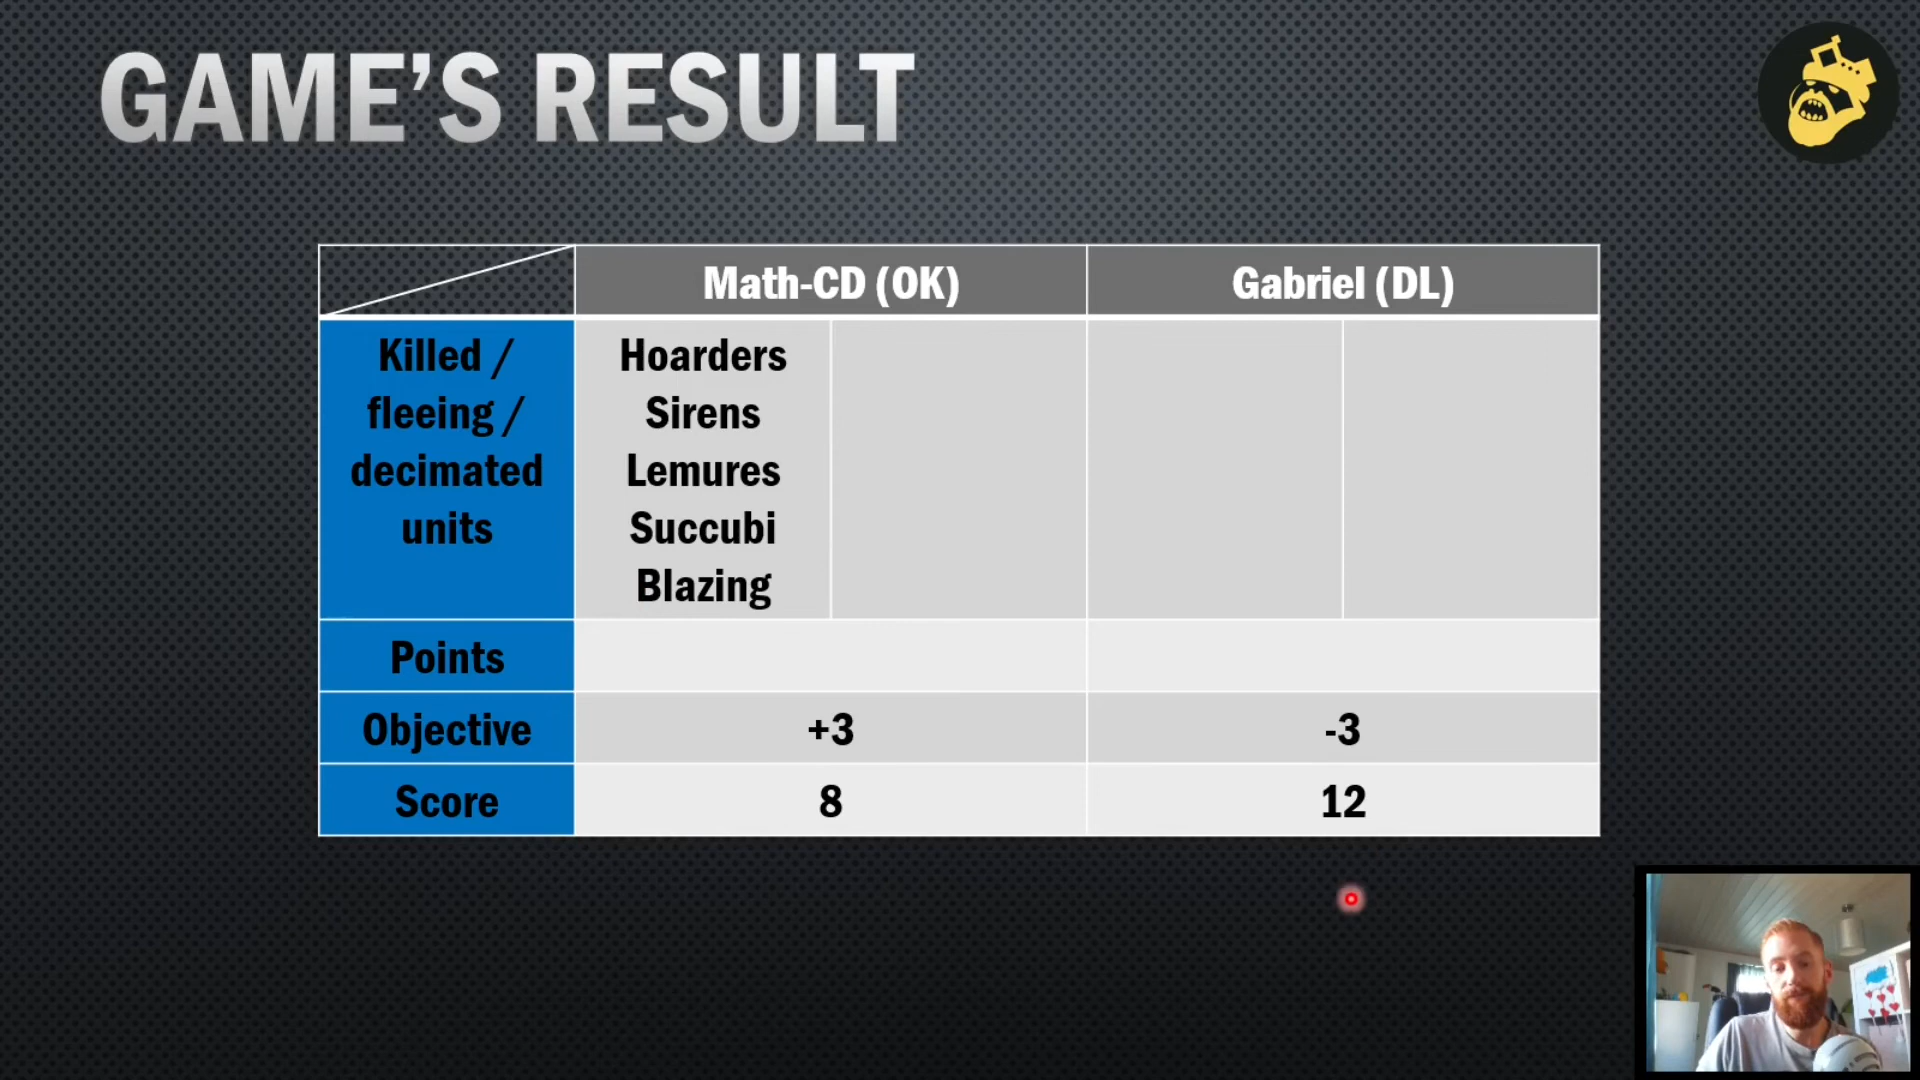 GAME'S RESULT
Math-CD (OK)
Gabriel (DL)
Killed /
fleeing /
decimated
units
Hoarders
Sirens
Lemures
Succubi
Blazing
Points
Objective
+3
-3
Score
8
12